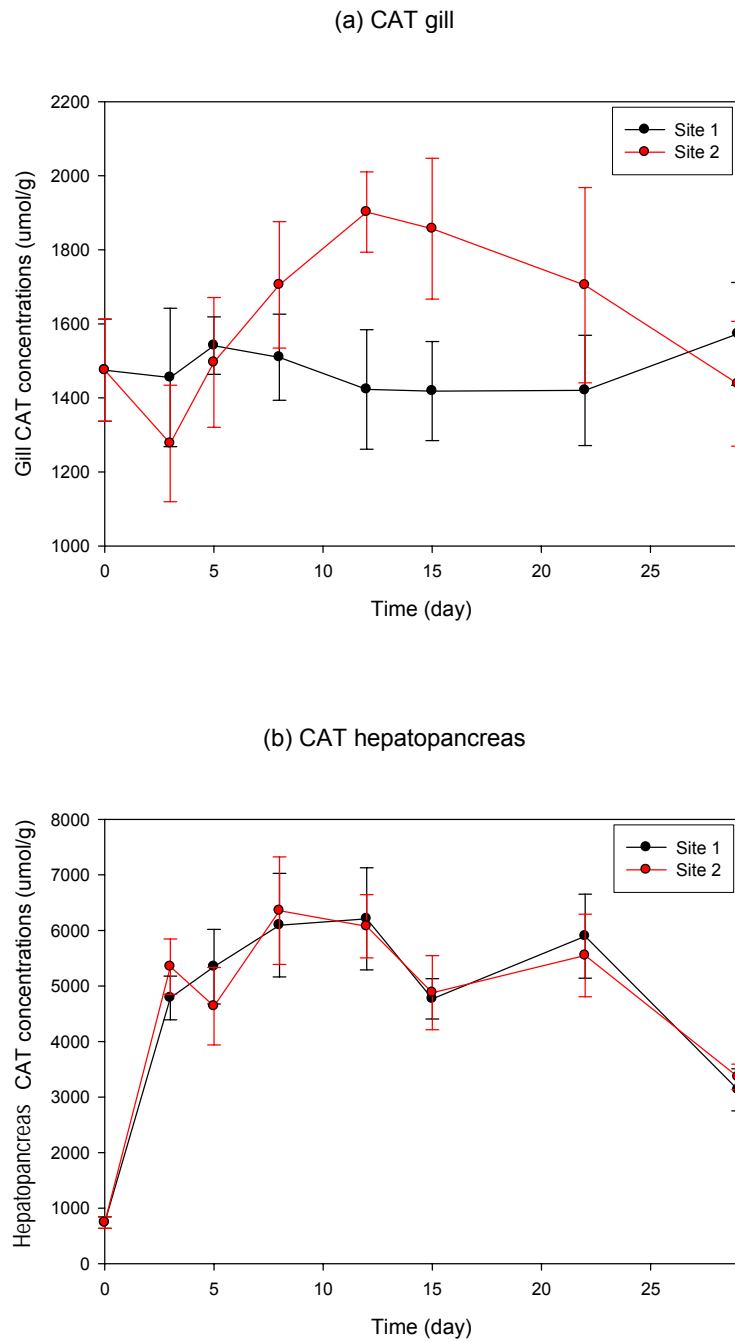 (a) CAT gill
2200
2000
1800
1600
1400
1200
1000
Gill CAT concentrations (umol/g)
Site 1
Site 2
0 5 10 15 20 25
Time (day)
(b) CAT hepatopancreas
8000
7000
6000
5000
4000
3000
2000
1000
0
Hepatopancreas CAT concentrations (umol/g)
Site 1
Site 2
0 5 10 15 20 25
Time (day)